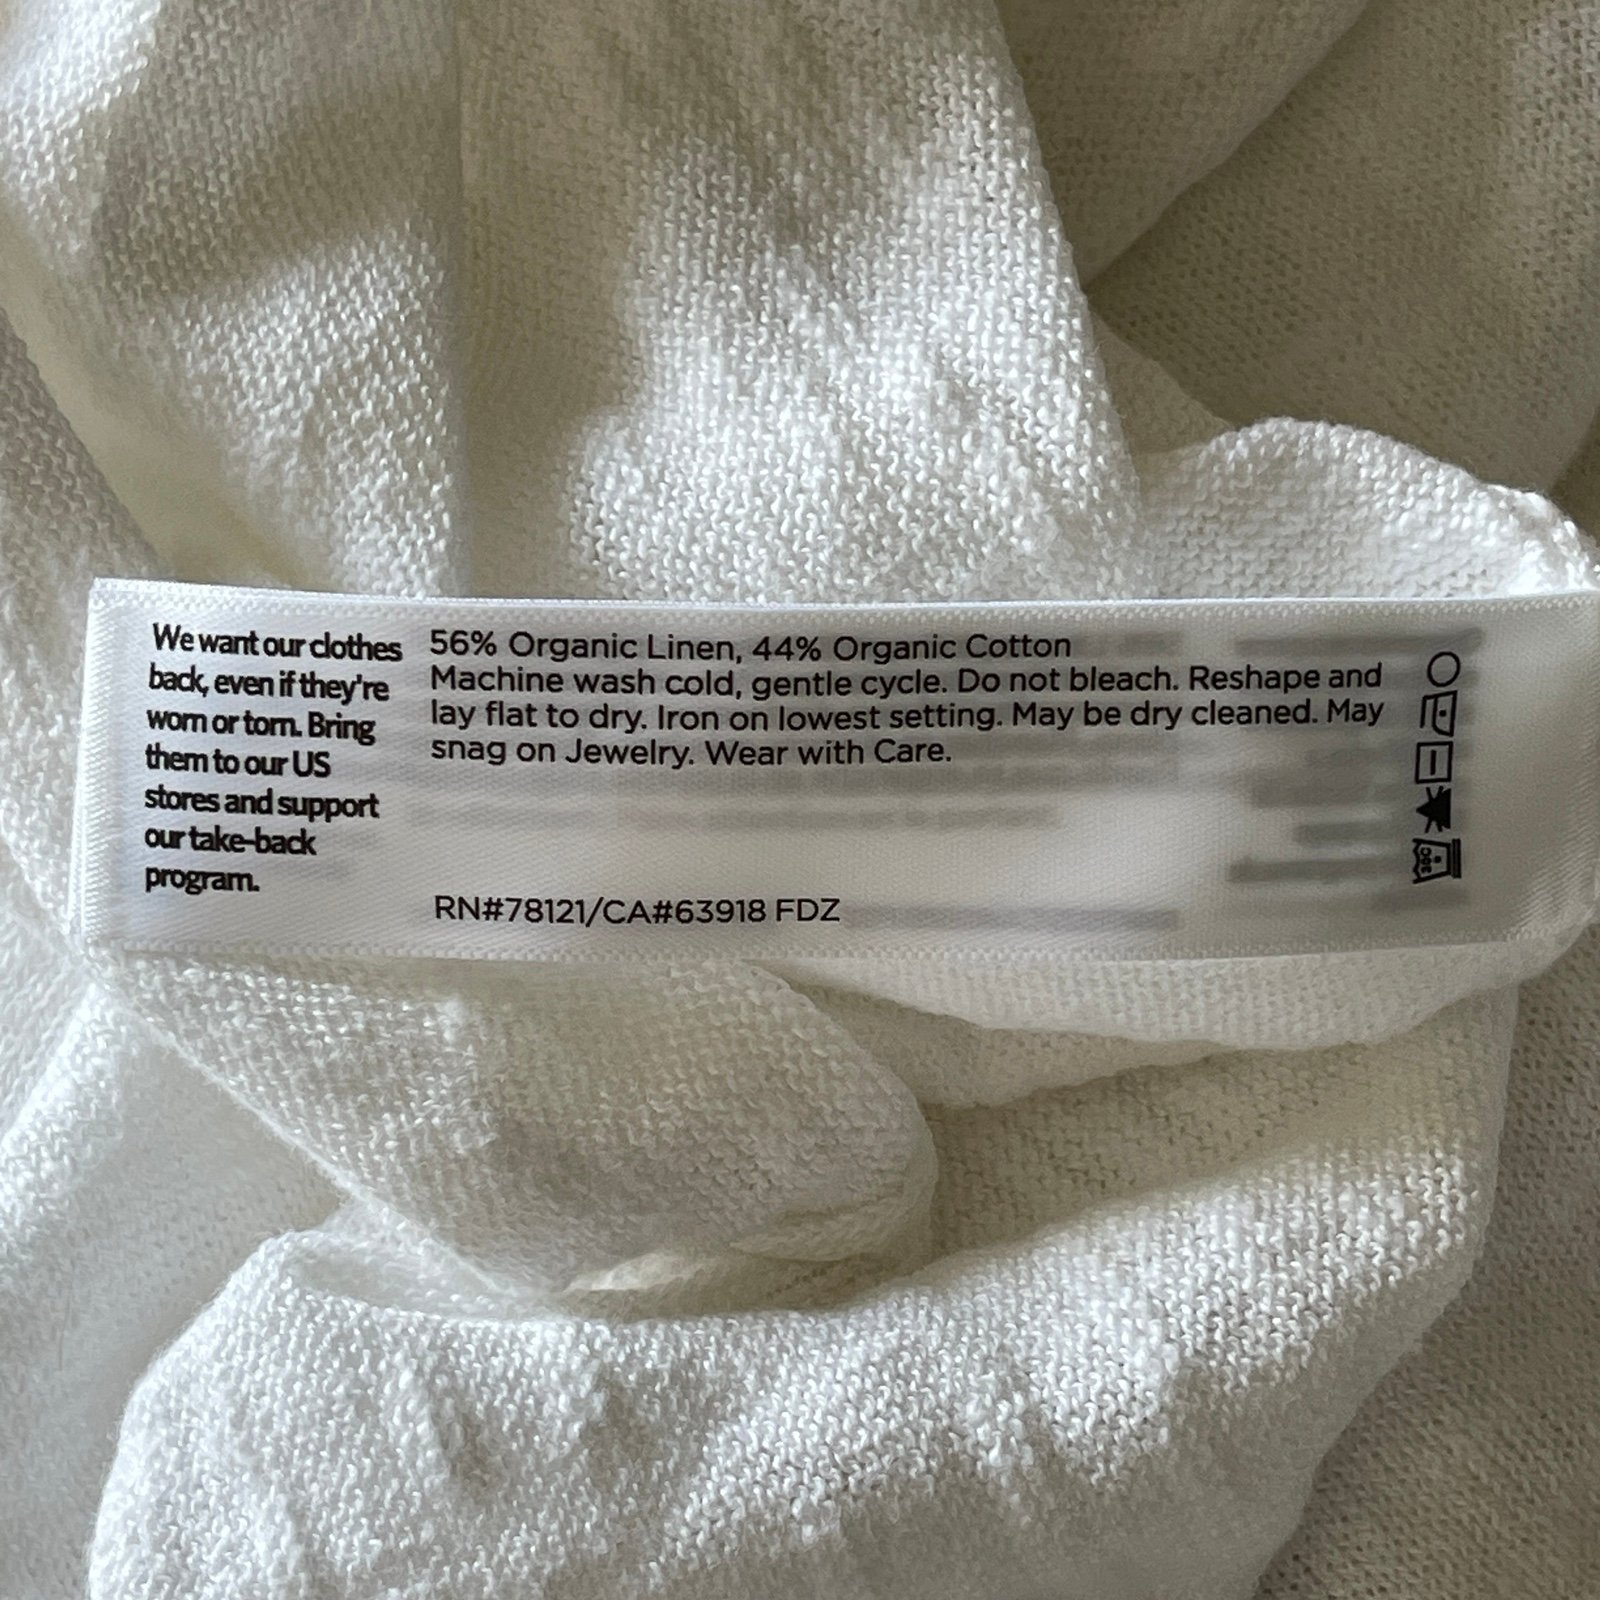 We want our clothes
back, even if they're
worn or torn. Bring
them to our US
stores and support
our take-back
program.
56% Organic Linen, 44% Organic Cotton
Machine wash cold, gentle cycle. Do not bleach. Reshape and
lay flat to dry. Iron on lowest setting. May be dry cleaned. May
snag on Jewelry. Wear with Care.
RN#78121/CA#63918 FDZ
30C